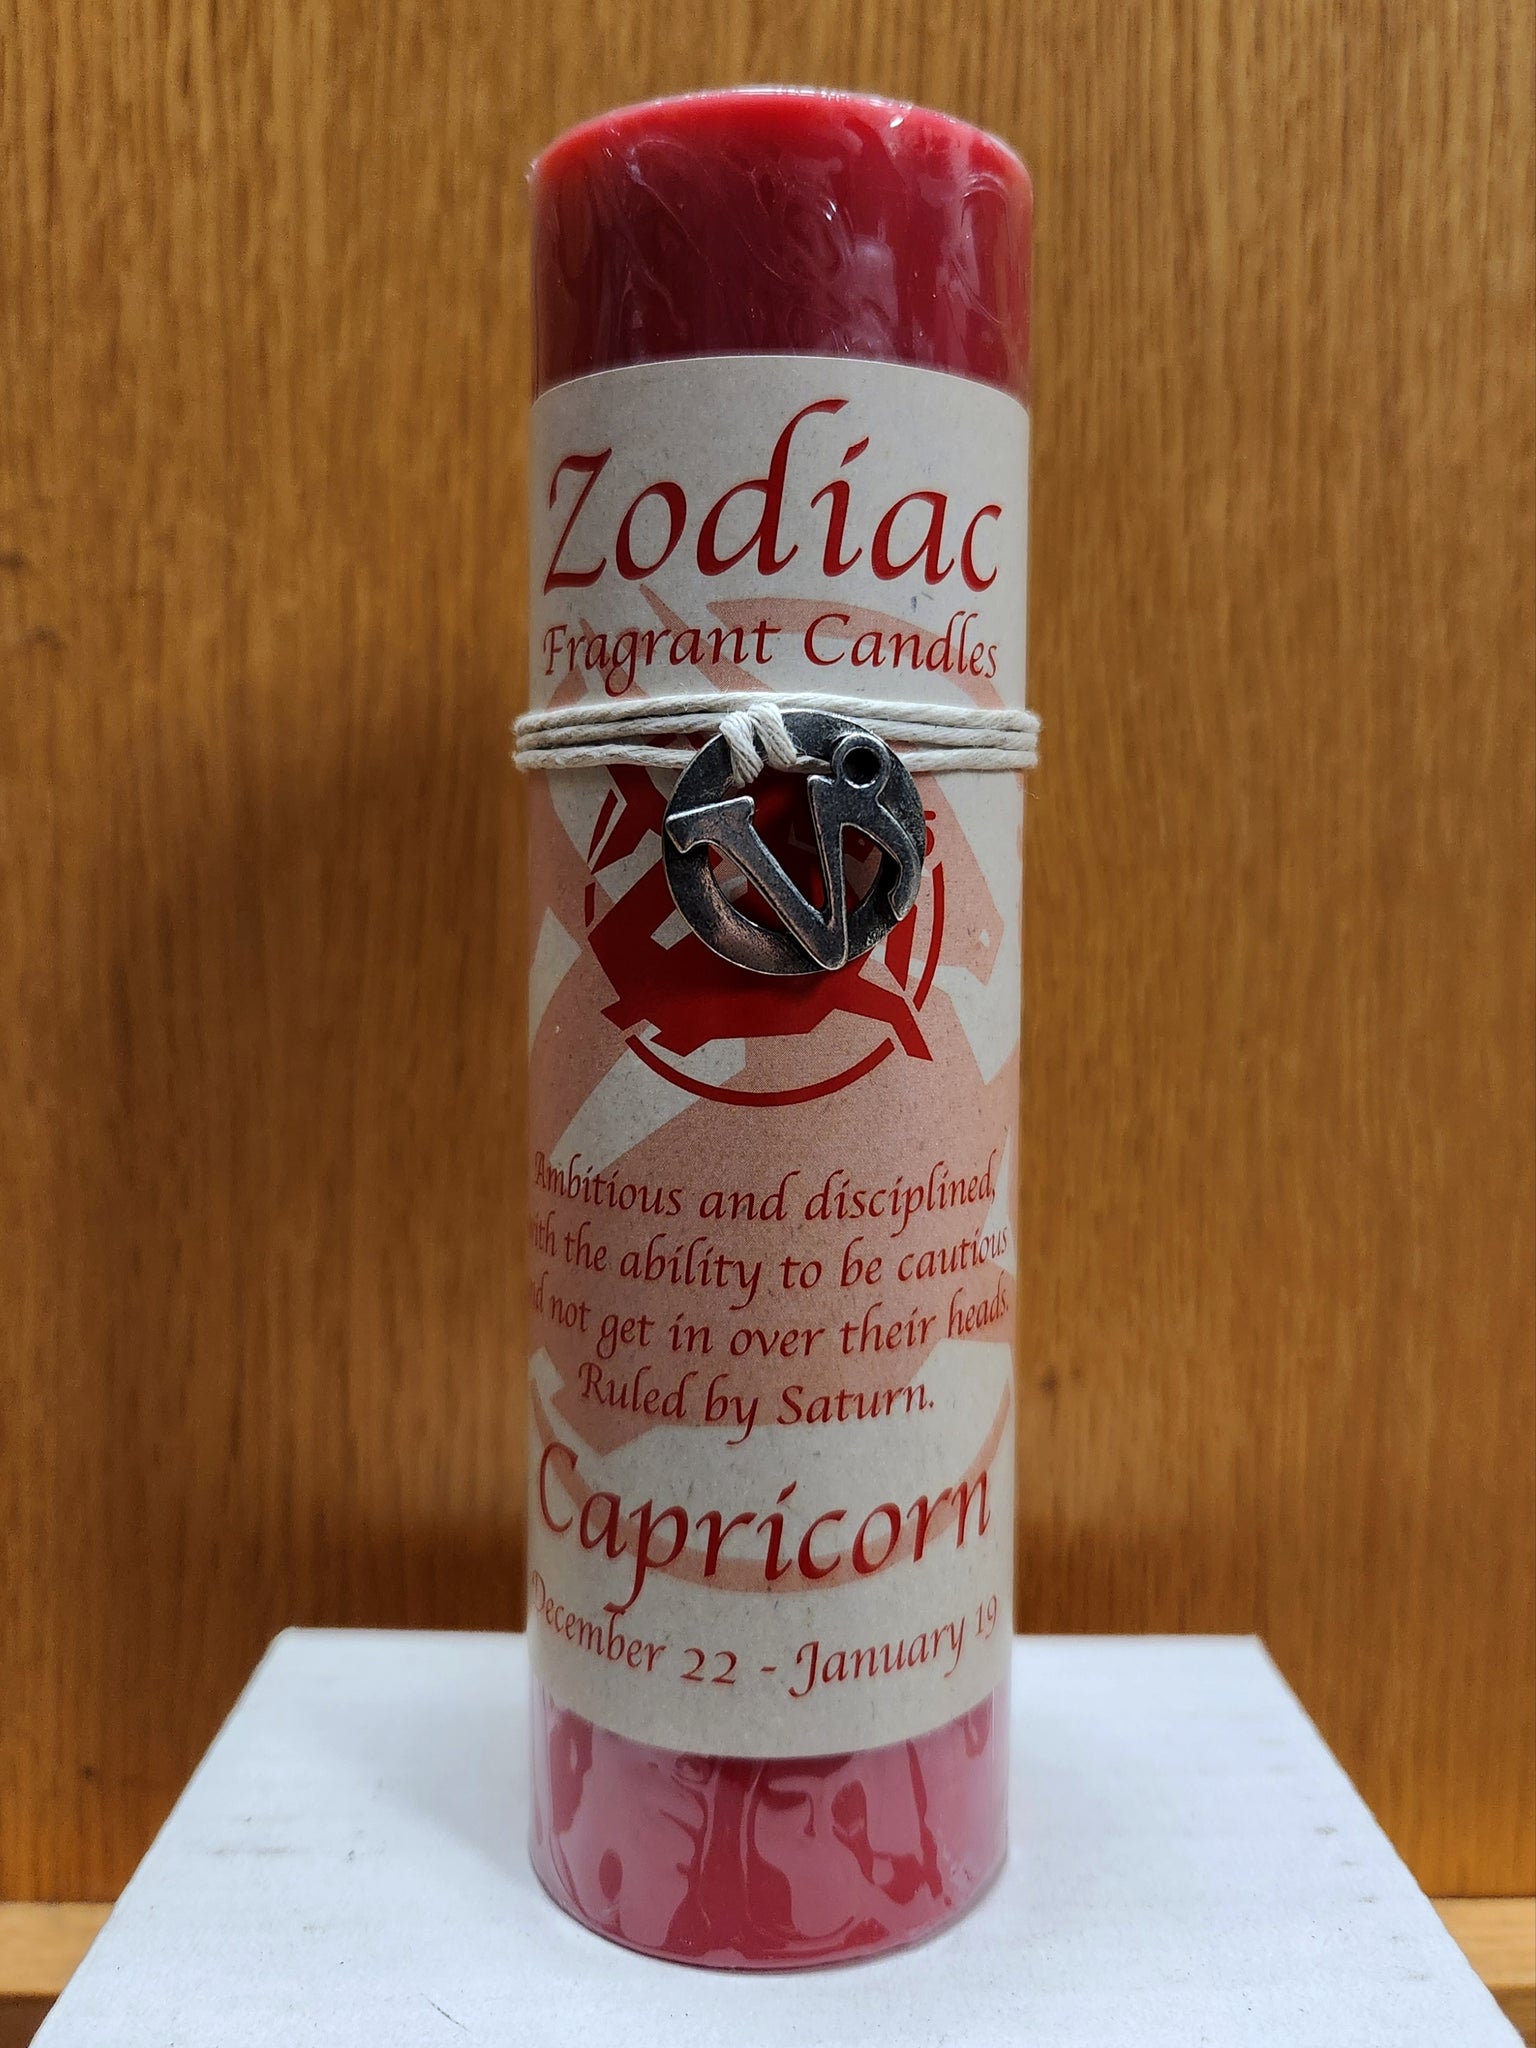 Zodiac
Fragrant Candles
Ambitious and disciplined,
with the ability to be cautious
and not get in over their heads.
Ruled by Saturn.
Capricorn
December 22 - January 19